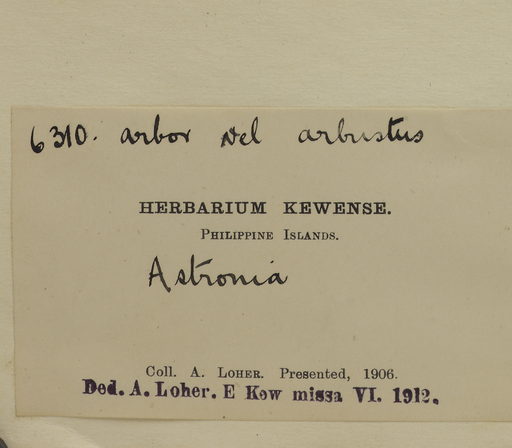 6310. arbor vel arbustus
HERBARIUM KEWENSE.
PHILIPPINE ISLANDS.
Astronia
Coll. A. LOHER. Presented, 1906.
Ded. A. Loher. E Kew missa VI. 1912.